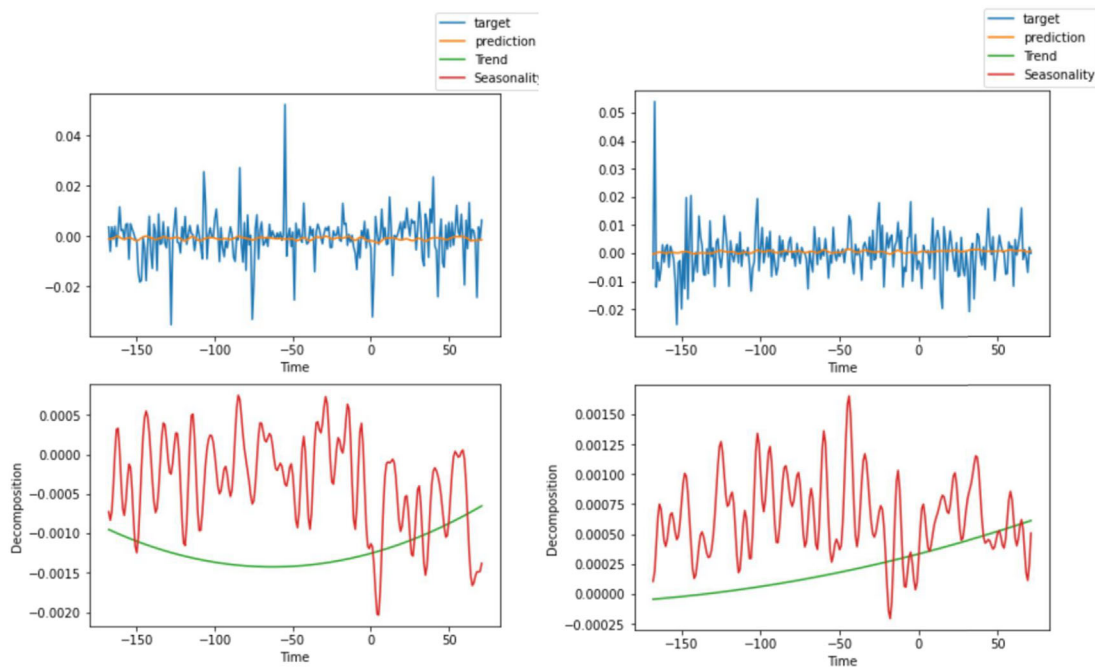 target
prediction
Trend
Seasonality
0.04
0.02
0.00
−0.02
−150 −100 −50 0 50
Time
target
prediction
Trend
Seasonality
0.05
0.04
0.03
0.02
0.01
0.00
−0.01
−0.02
−150 −100 −50 0 50
Time
Decomposition
0.0005
0.0000
−0.0005
−0.0010
−0.0015
−0.0020
−150 −100 −50 0 50
Time
Decomposition
0.00150
0.00125
0.00100
0.00075
0.00050
0.00025
0.00000
−0.00025
−150 −100 −50 0 50
Time